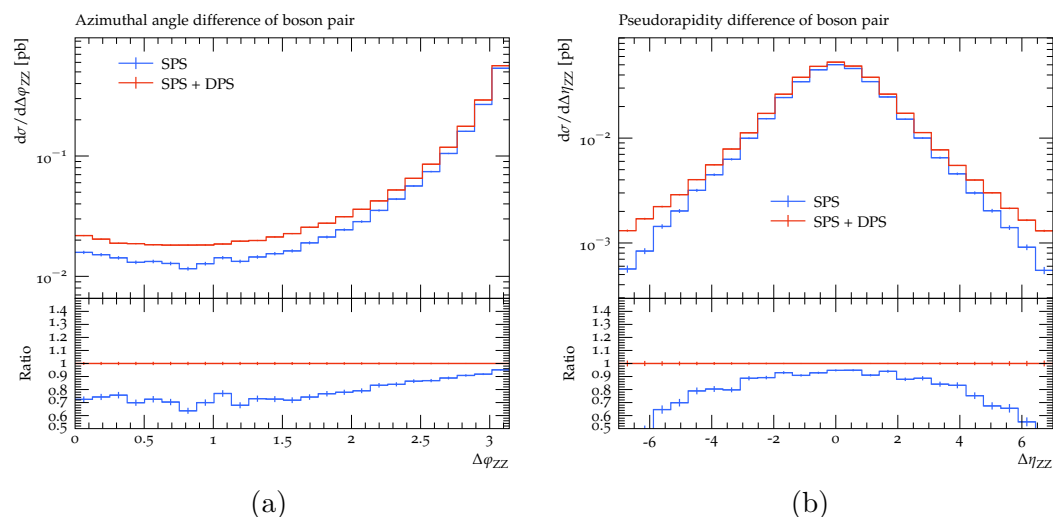 Azimuthal angle difference of boson pair
SPS
SPS + DPS
dσ/dΔφZZ [pb]
10⁻¹
10⁻²
Ratio
1.4
1.3
1.2
1.1
1
0.9
0.8
0.7
0.6
0.5
0 0.5 1 1.5 2 2.5 3
ΔφZZ
(a)
Pseudorapidity difference of boson pair
dσ/dΔηZZ [pb]
10⁻²
10⁻³
SPS
SPS + DPS
Ratio
1.4
1.3
1.2
1.1
1
0.9
0.8
0.7
0.6
0.5
-6 -4 -2 0 2 4 6
ΔηZZ
(b)